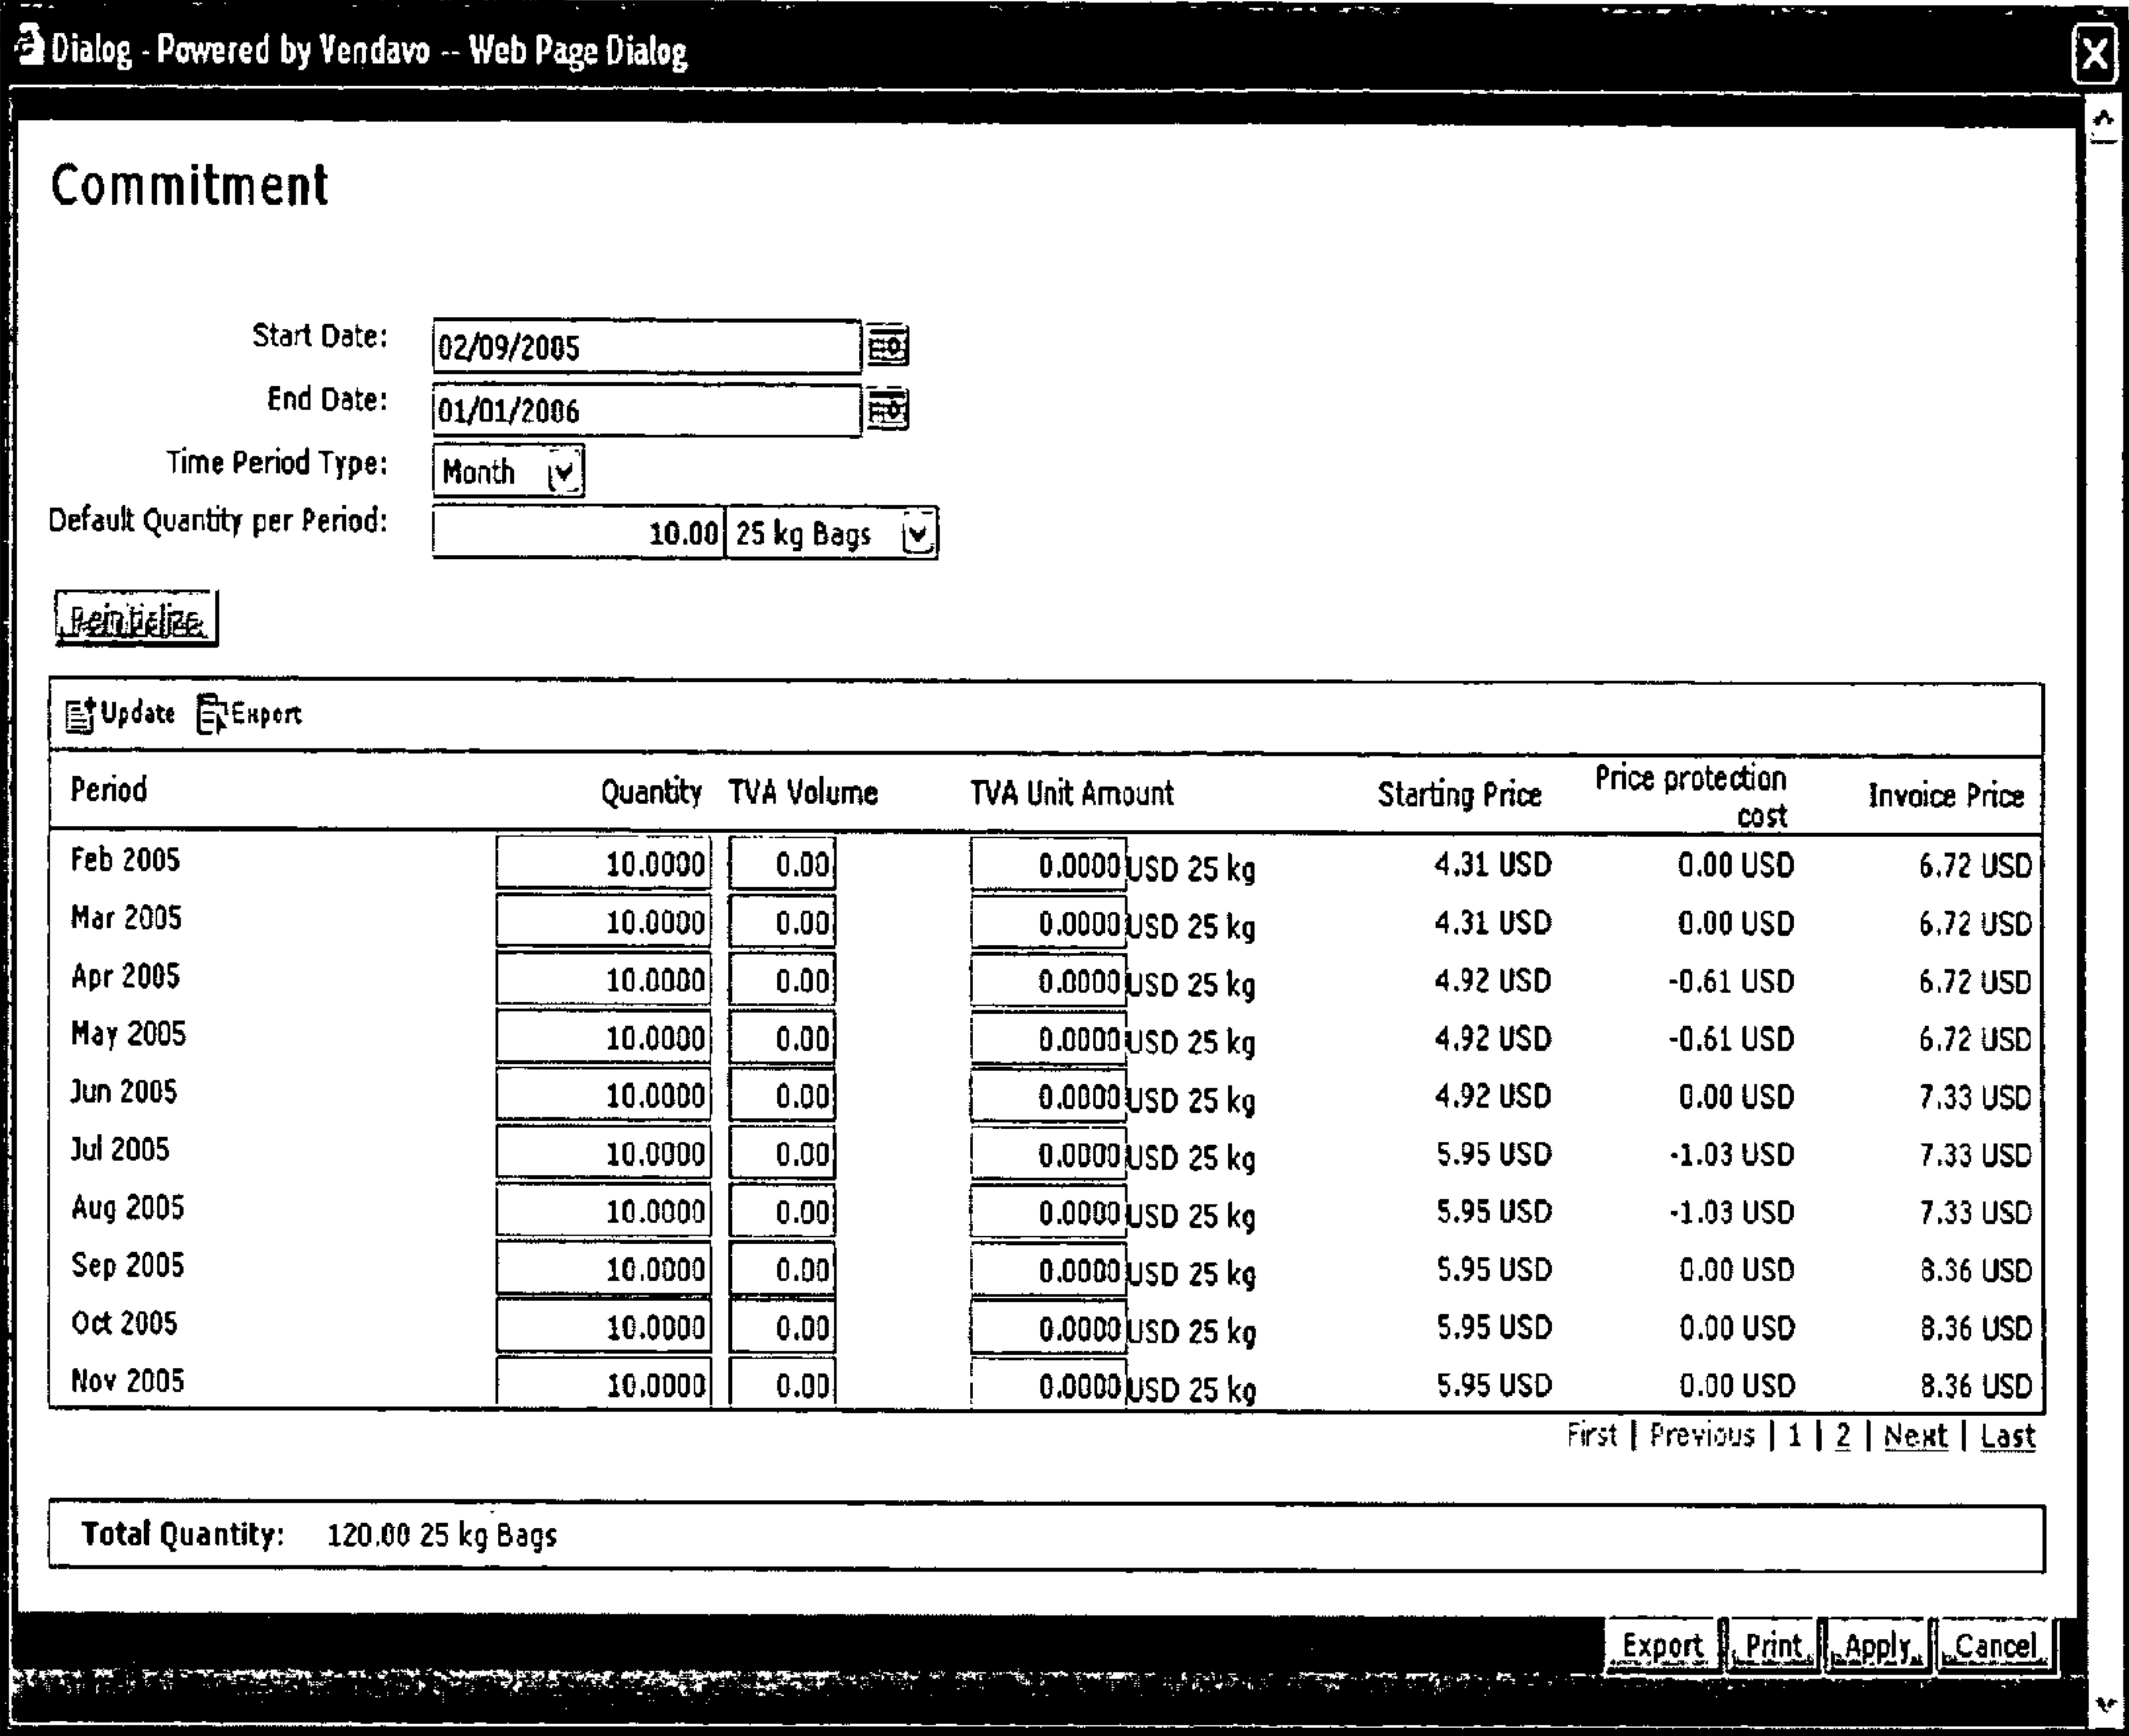 Dialog - Powered by Vendavo -- Web Page Dialog
Commitment
Start Date: 02/09/2005
End Date: 01/01/2006
Time Period Type: Month
Default Quantity per Period: 10.00 25 kg Bags
Reinitialize
Update Export
Period Quantity TVA Volume TVA Unit Amount Starting Price Price protection cost Invoice Price
Feb 2005 10.0000 0.00 0.0000 USD 25 kg 4.31 USD 0.00 USD 6.72 USD
Mar 2005 10.0000 0.00 0.0000 USD 25 kg 4.31 USD 0.00 USD 6.72 USD
Apr 2005 10.0000 0.00 0.0000 USD 25 kg 4.92 USD -0.61 USD 6.72 USD
May 2005 10.0000 0.00 0.0000 USD 25 kg 4.92 USD -0.61 USD 6.72 USD
Jun 2005 10.0000 0.00 0.0000 USD 25 kg 4.92 USD 0.00 USD 7.33 USD
Jul 2005 10.0000 0.00 0.0000 USD 25 kg 5.95 USD -1.03 USD 7.33 USD
Aug 2005 10.0000 0.00 0.0000 USD 25 kg 5.95 USD -1.03 USD 7.33 USD
Sep 2005 10.0000 0.00 0.0000 USD 25 kg 5.95 USD 0.00 USD 8.36 USD
Oct 2005 10.0000 0.00 0.0000 USD 25 kg 5.95 USD 0.00 USD 8.36 USD
Nov 2005 10.0000 0.00 0.0000 USD 25 kg 5.95 USD 0.00 USD 8.36 USD
First | Previous | 1 | 2 | Next | Last
Total Quantity: 120.00 25 kg Bags
Export Print Apply Cancel